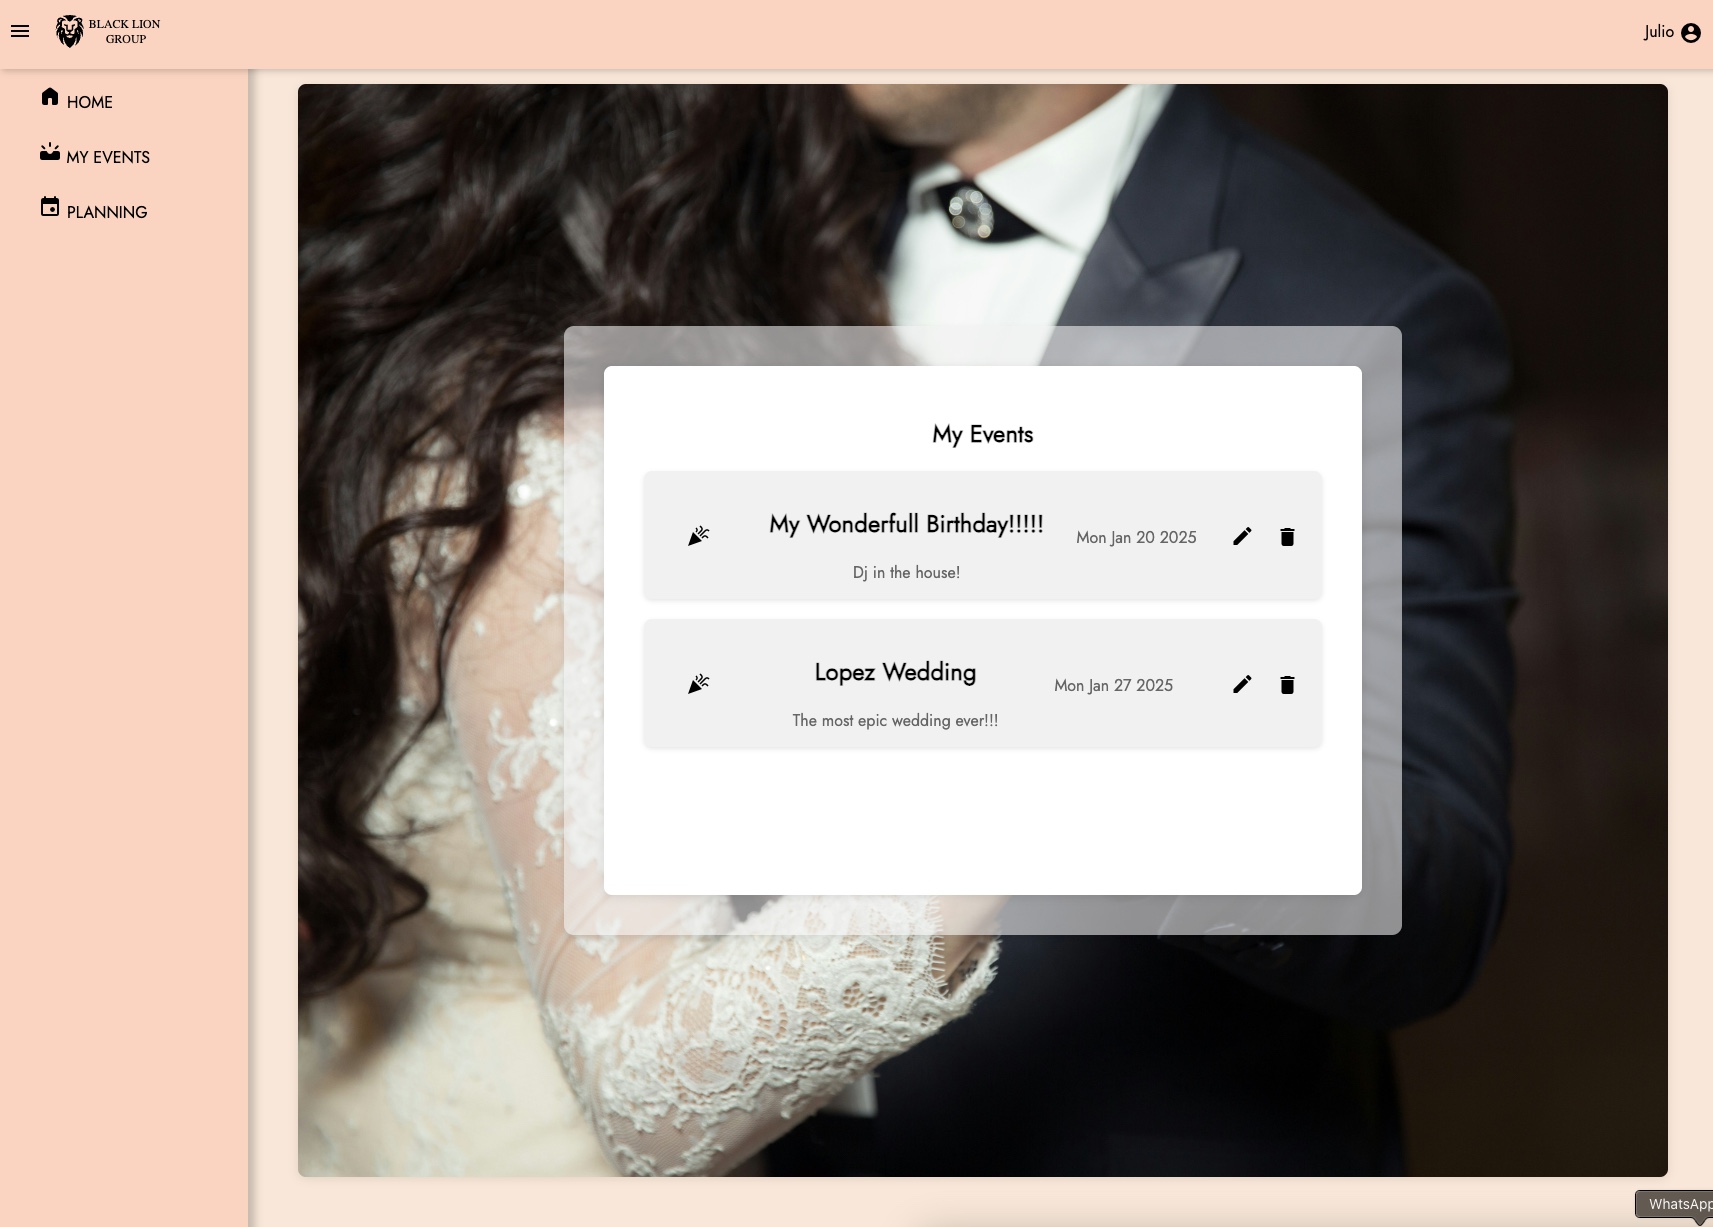 BLACK LION
GROUP
Julio
HOME
MY EVENTS
PLANNING
My Events
My Wonderfull Birthday!!!!!
Mon Jan 20 2025
Dj in the house!
Lopez Wedding
Mon Jan 27 2025
The most epic wedding ever!!!
WhatsApp